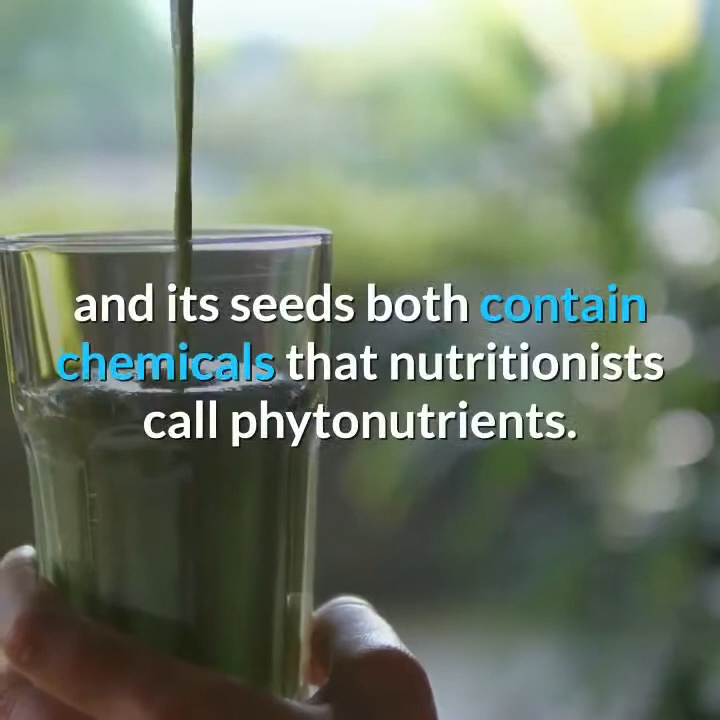 and its seeds both contain
chemicals that nutritionists
call phytonutrients.